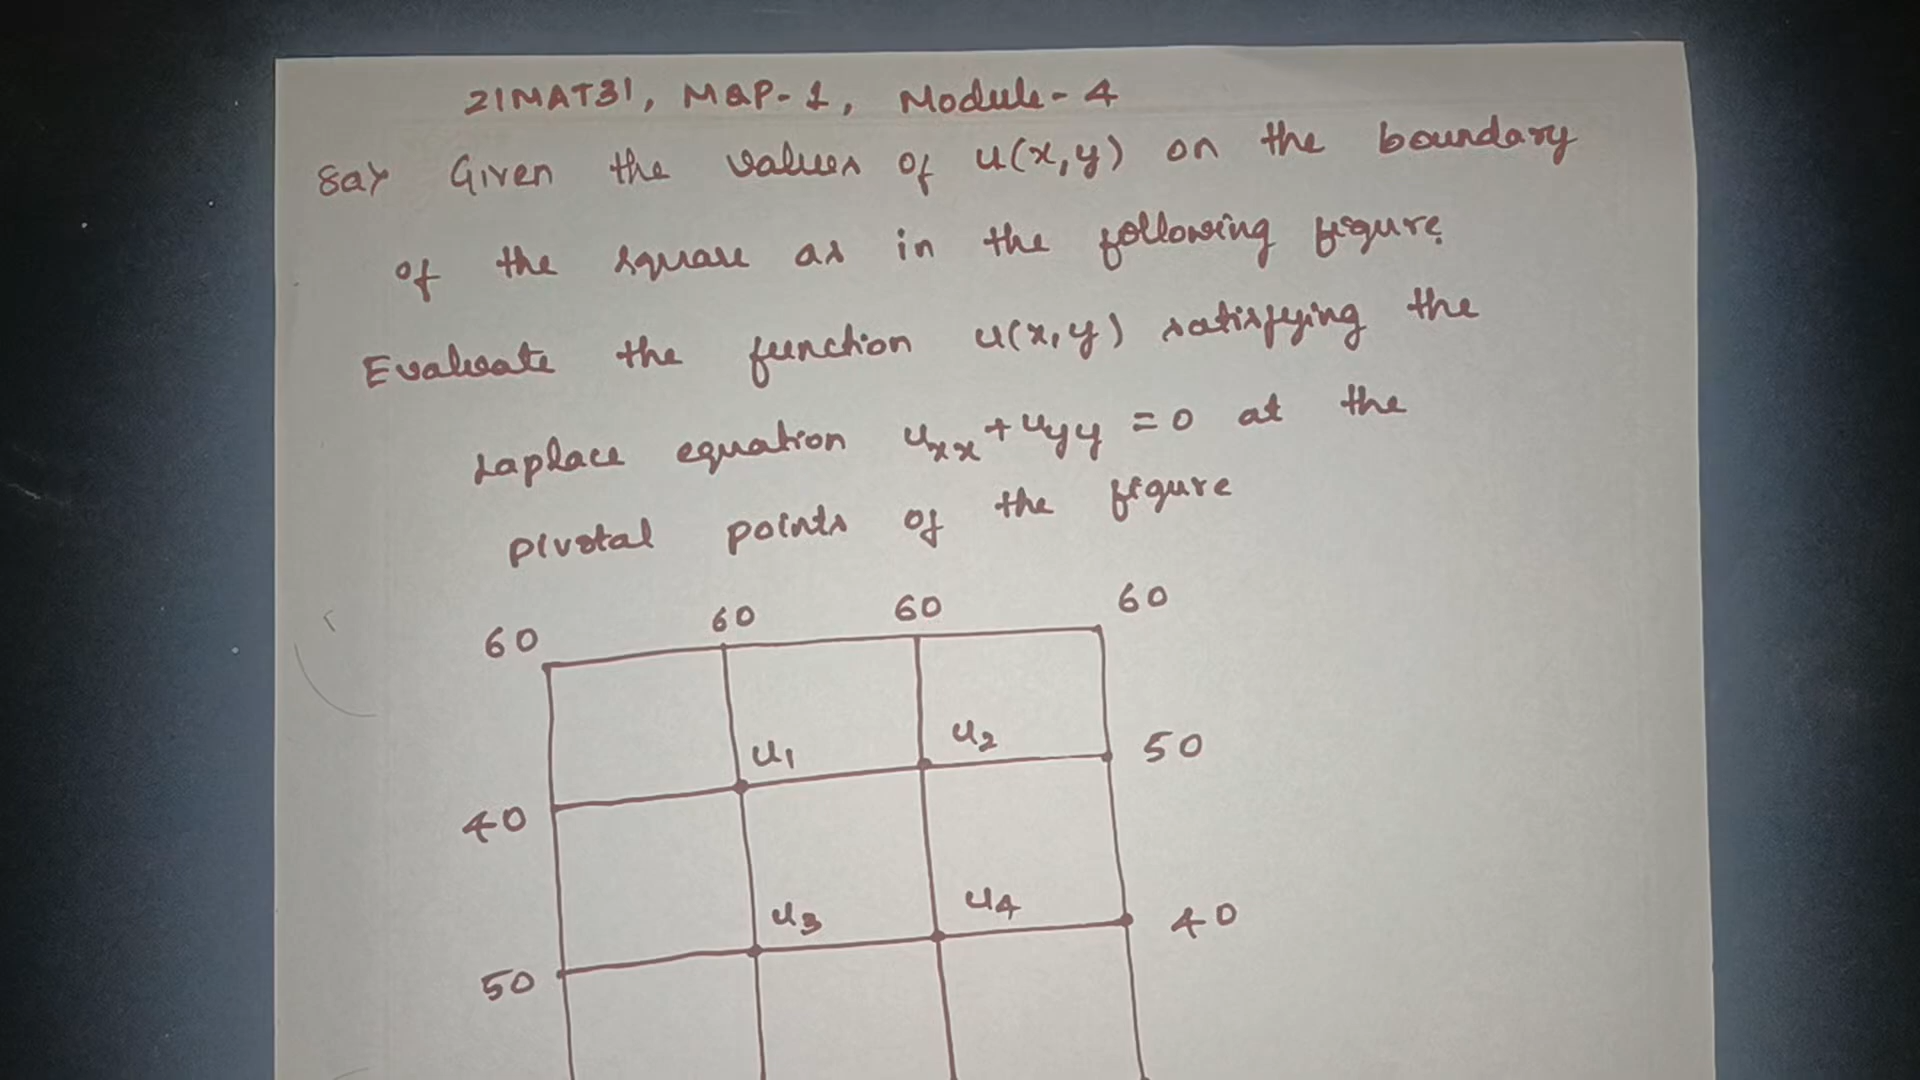 21MAT31, MQP-1, Module-4
8a) Given the values of u(x,y) on the boundary
of the square as in the following figure.
Evaluate the function u(x,y) satisfying the
Laplace equation uxx + uyy = 0 at the
pivotal points of the figure
60 60 60 60
u1 u2 50
40
u3 u4 40
50